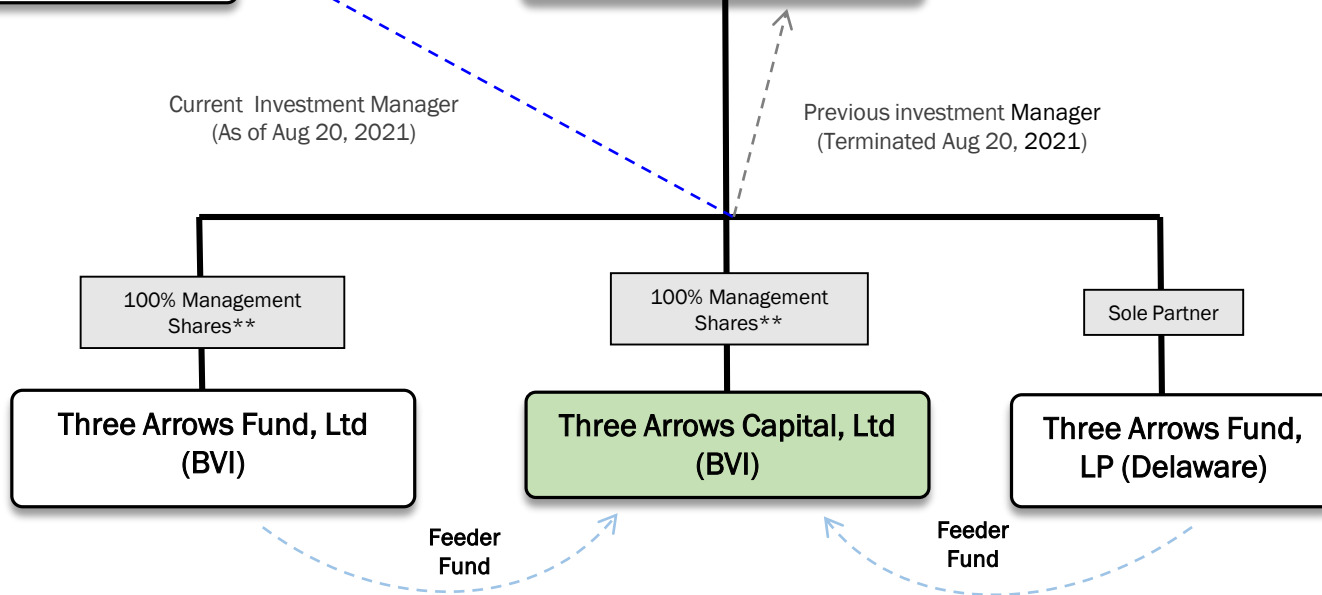 Current Investment Manager
(As of Aug 20, 2021)
Previous investment Manager
(Terminated Aug 20, 2021)
100% Management
Shares**
100% Management
Shares**
Sole Partner
Three Arrows Fund, Ltd
(BVI)
Three Arrows Capital, Ltd
(BVI)
Three Arrows Fund,
LP (Delaware)
Feeder
Fund
Feeder
Fund